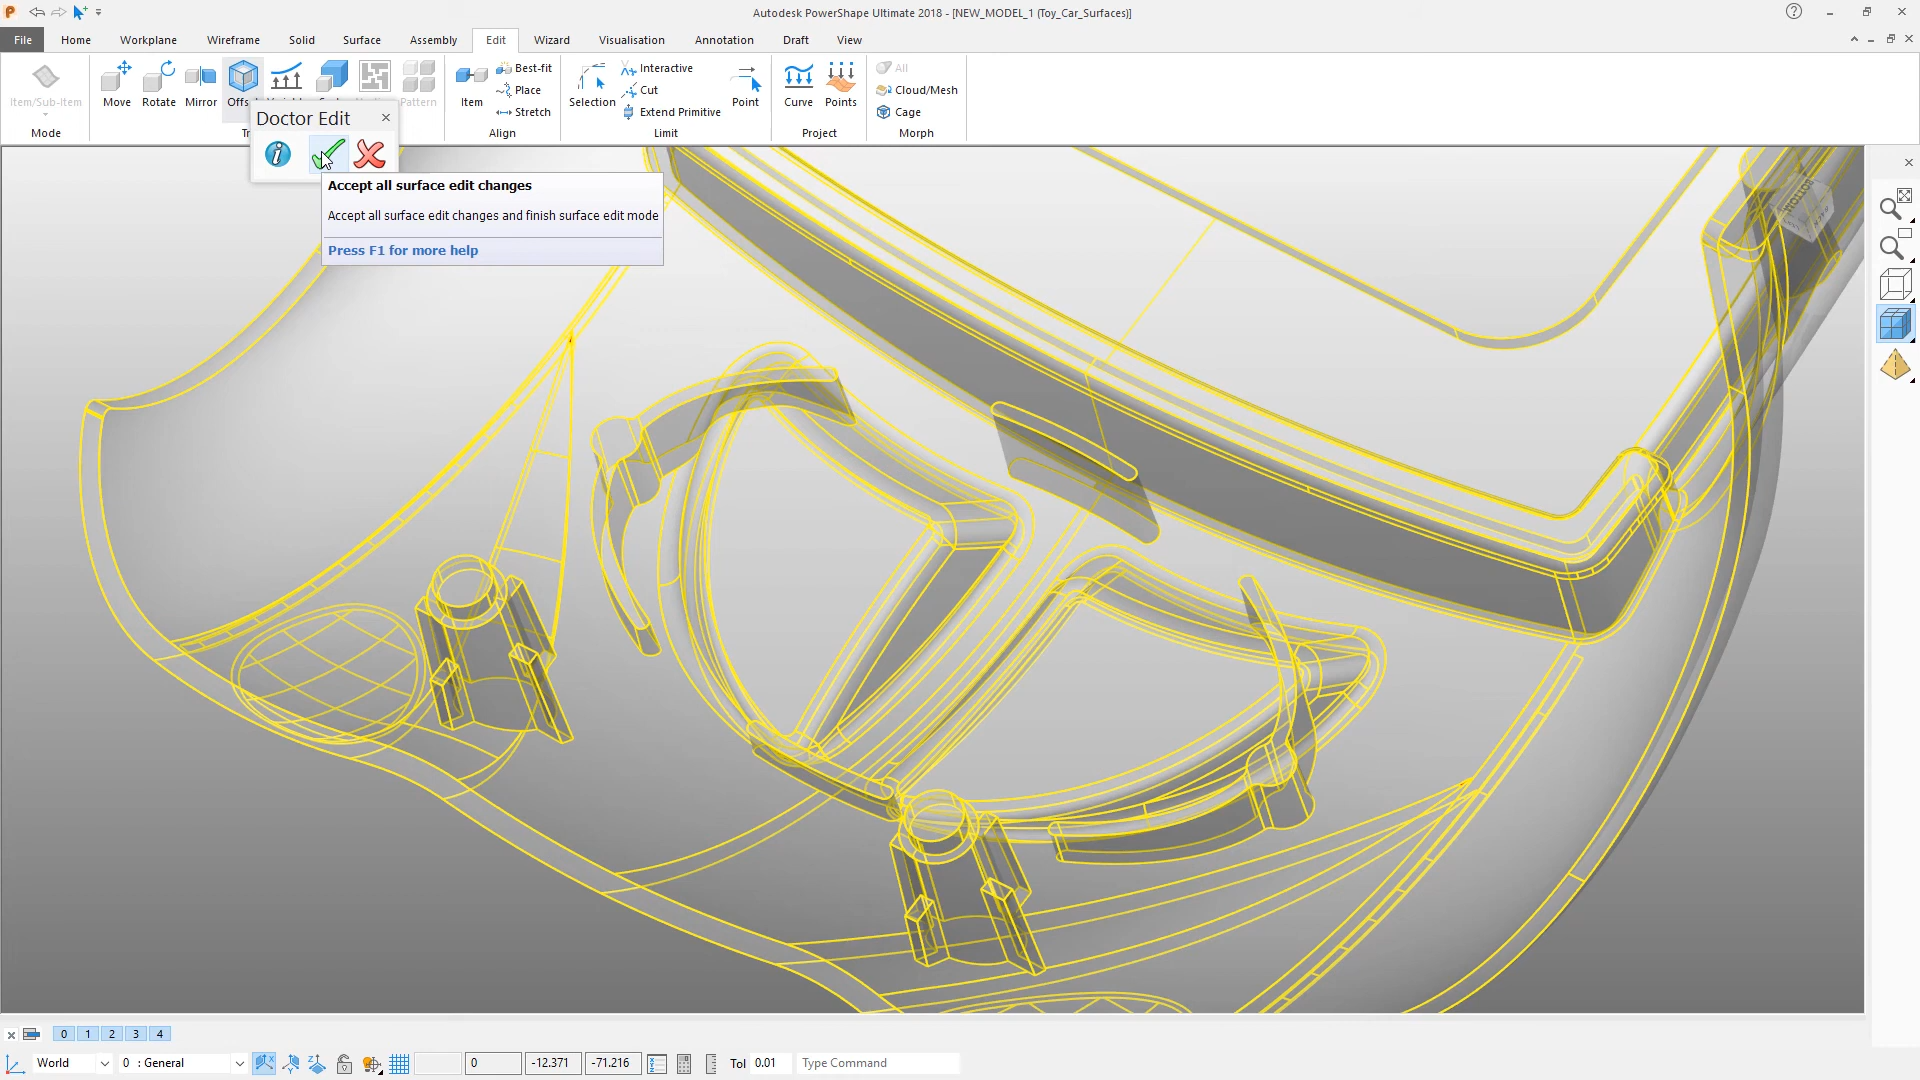 Autodesk PowerShape Ultimate 2018 - [NEW_MODEL_1 (Toy_Car_Surfaces)]
File Home Workplane Wireframe Solid Surface Assembly Edit Wizard Visualisation Annotation Draft View
Item/Sub-Item
Mode
Move Rotate Mirror Pattern
Item
Best-fit
Place
Stretch
Align
Selection
Interactive
Cut
Extend Primitive
Point
Limit
Curve Points
Project
All
Cloud/Mesh
Cage
Morph
Doctor Edit
Accept all surface edit changes
Accept all surface edit changes and finish surface edit mode
Press F1 for more help
BOTTOM
0 1 2 3 4
World 0 : General 0 -12.371 -71.216 Tol 0.01 Type Command